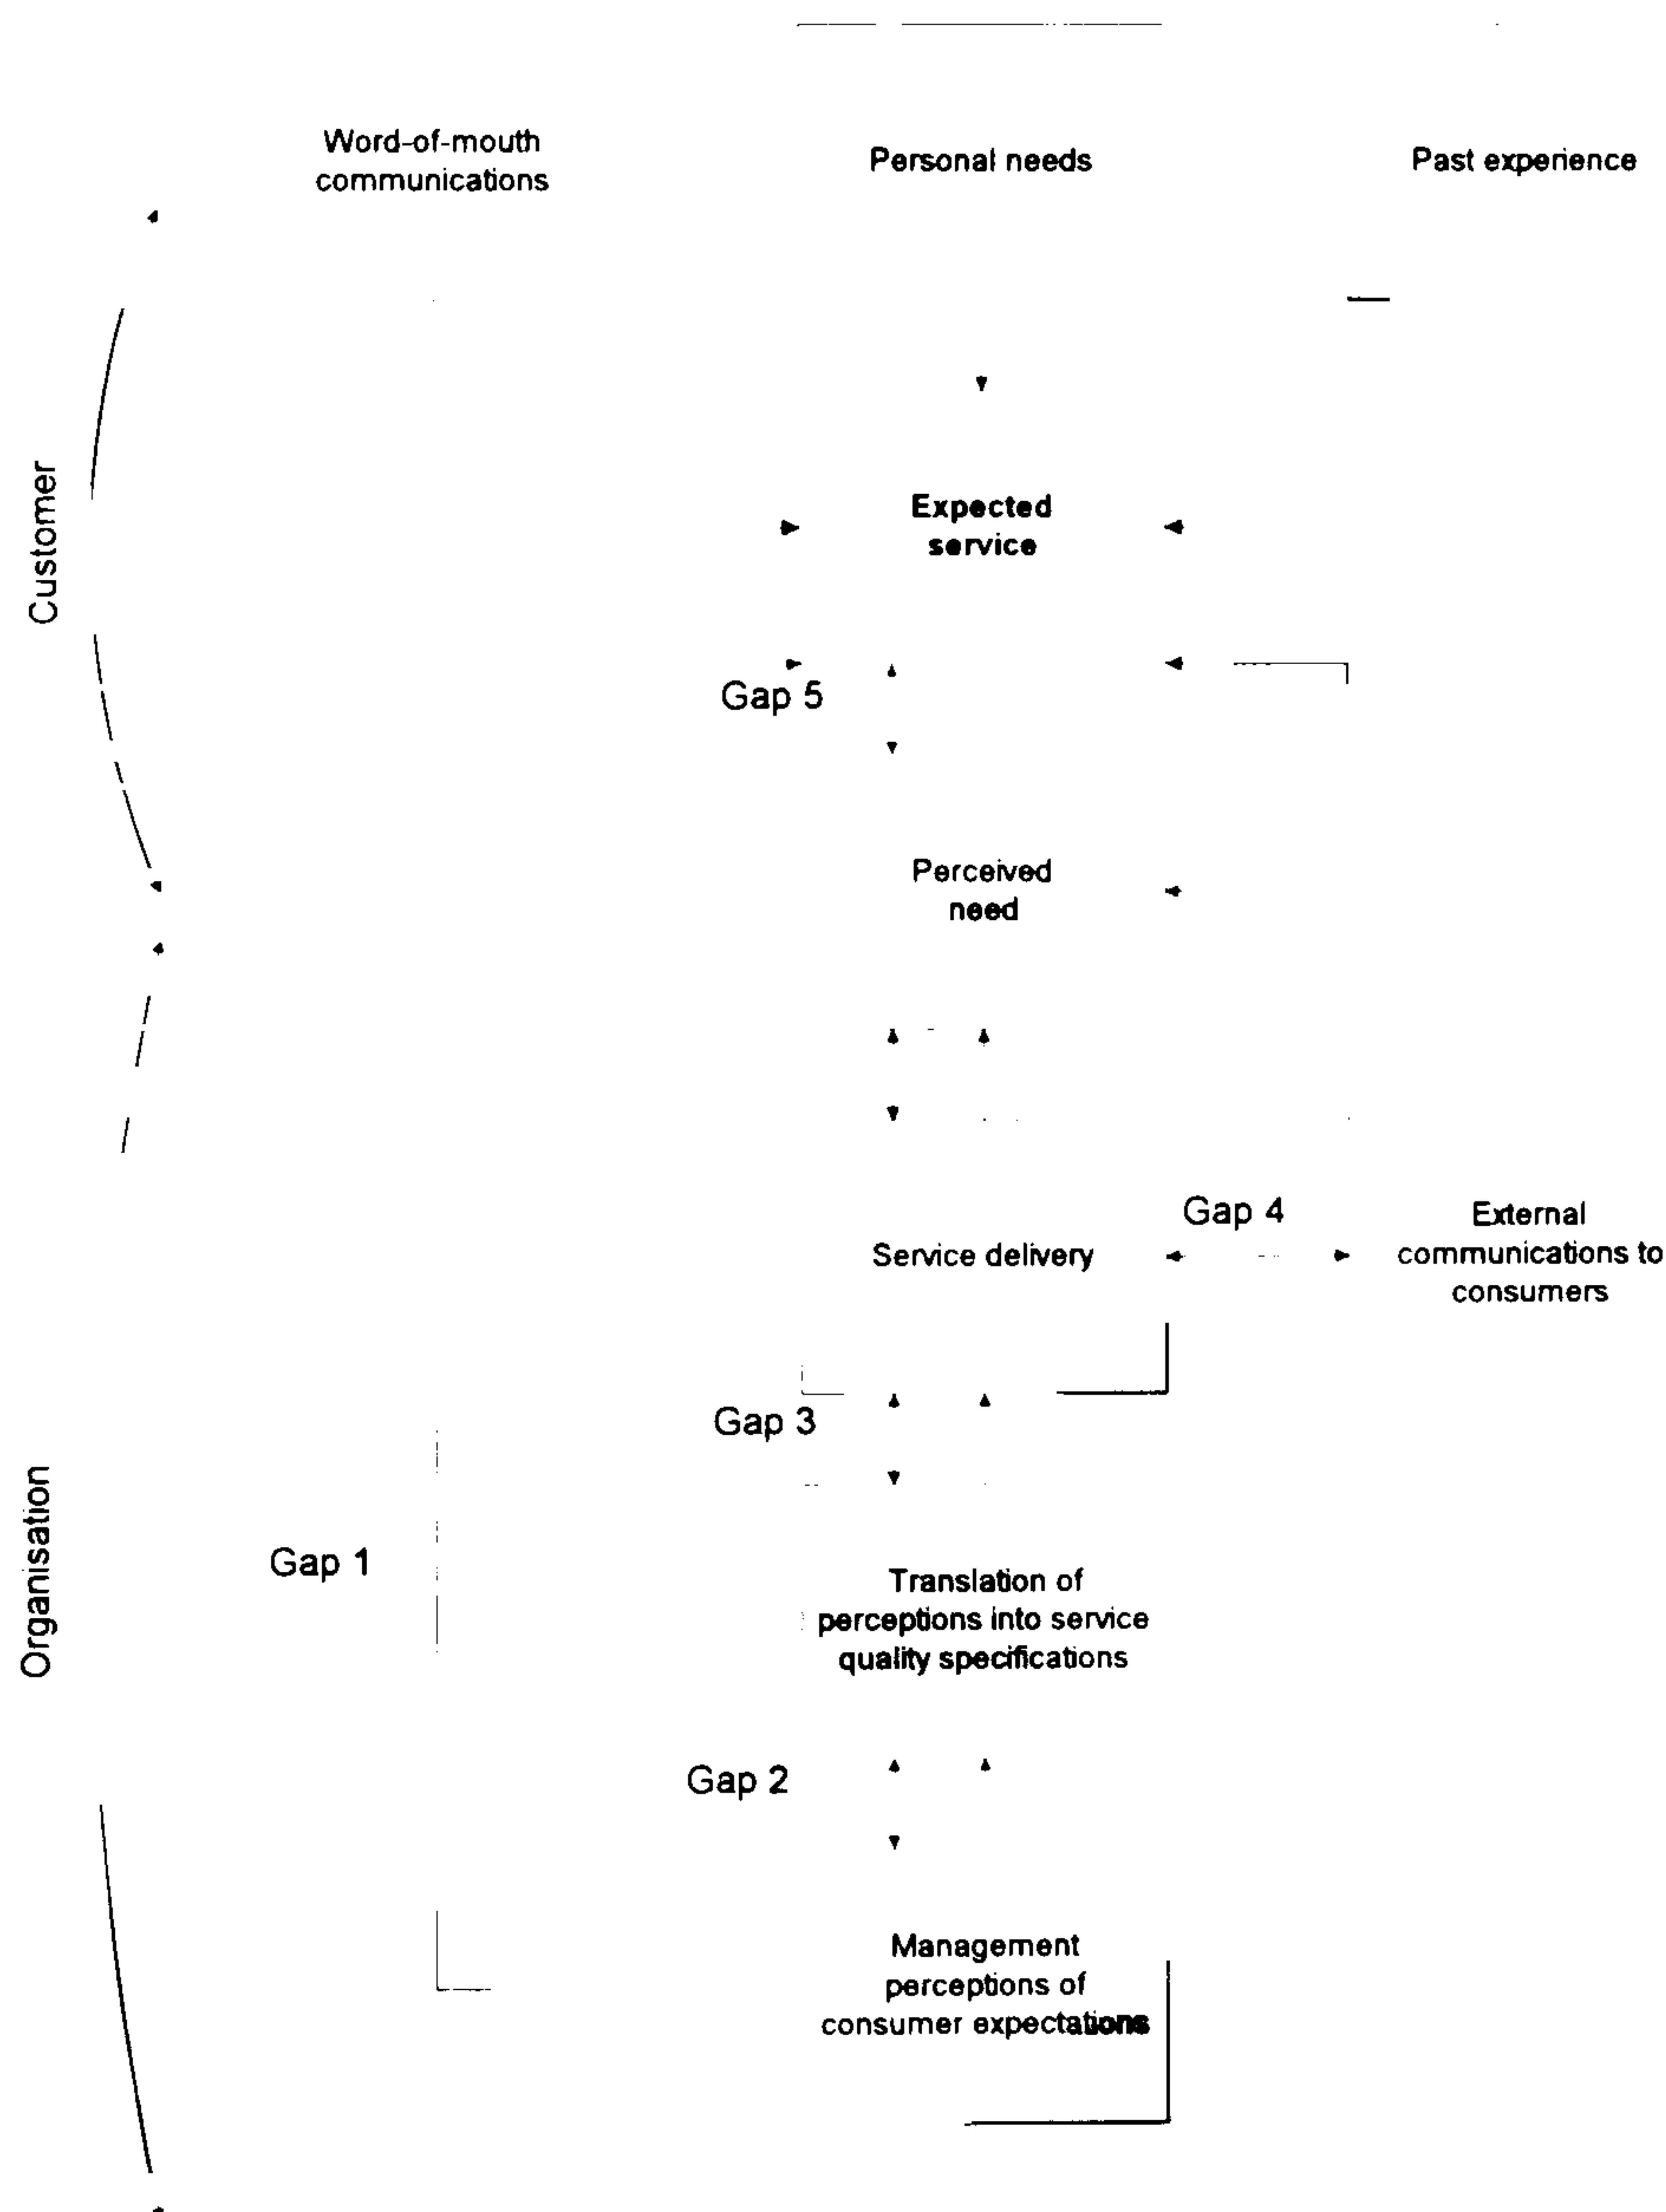 Word-of-mouth
communications
Personal needs
Past experience
Customer
Expected
service
Gap 5
Perceived
need
Gap 4
Service delivery
External
communications to
consumers
Gap 3
Organisation
Gap 1
Translation of
perceptions into service
quality specifications
Gap 2
Management
perceptions of
consumer expectations